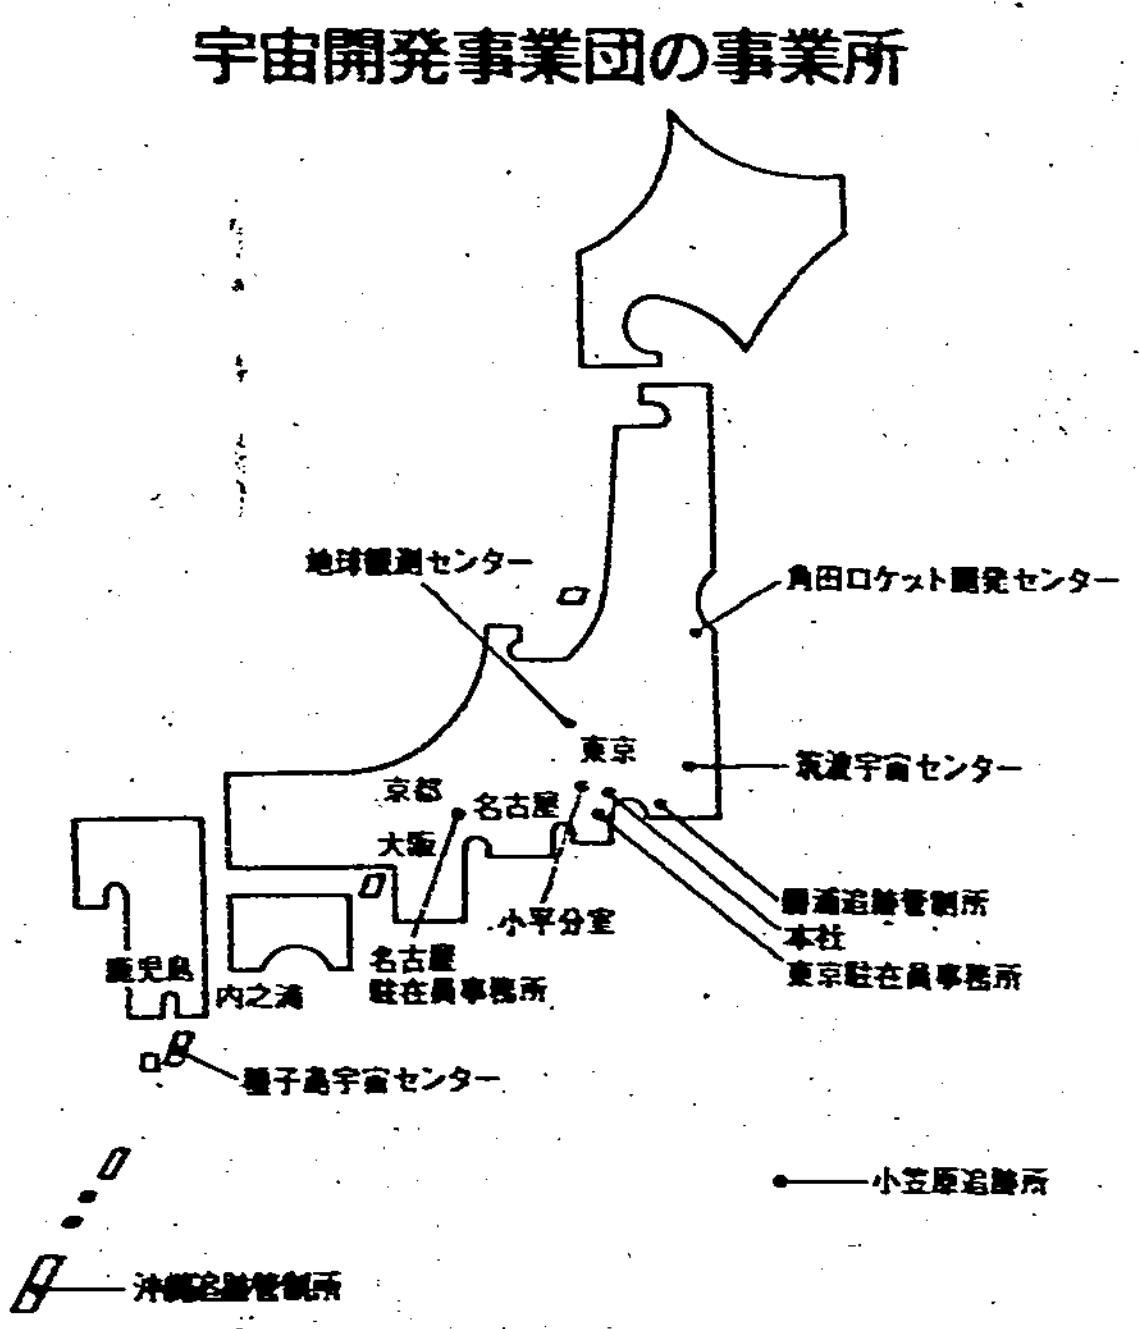 宇宙開発事業団の事業所
地球観測センター
角田ロケット開発センター
東京
筑波宇宙センター
京都
名古屋
大阪
勝浦追跡管制所
小平分室
本社
名古屋
駐在員事務所
東京駐在員事務所
鹿児島
内之浦
種子島宇宙センター
小笠原追跡所
沖縄追跡管制所